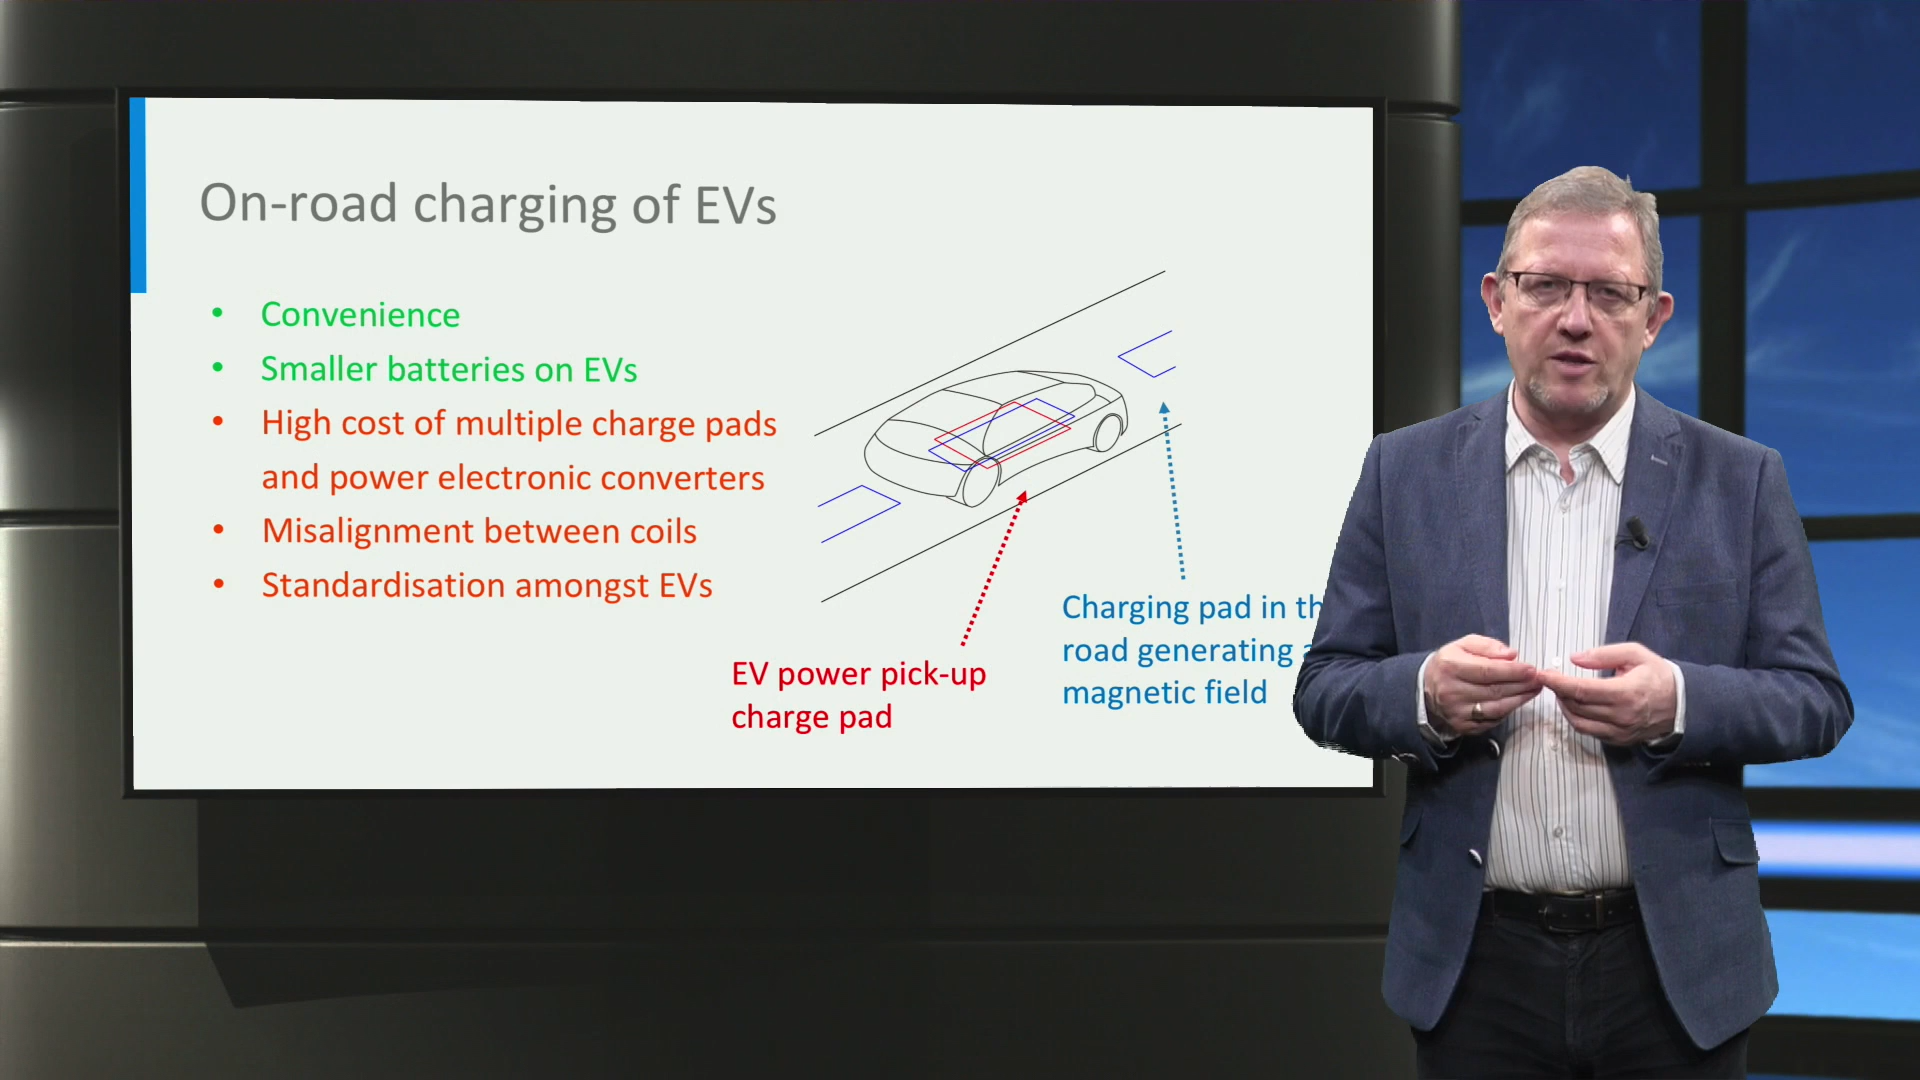 On-road charging of EVs
• Convenience
• Smaller batteries on EVs
• High cost of multiple charge pads
and power electronic converters
• Misalignment between coils
• Standardisation amongst EVs
EV power pick-up
charge pad
Charging pad in
road generating
magnetic field